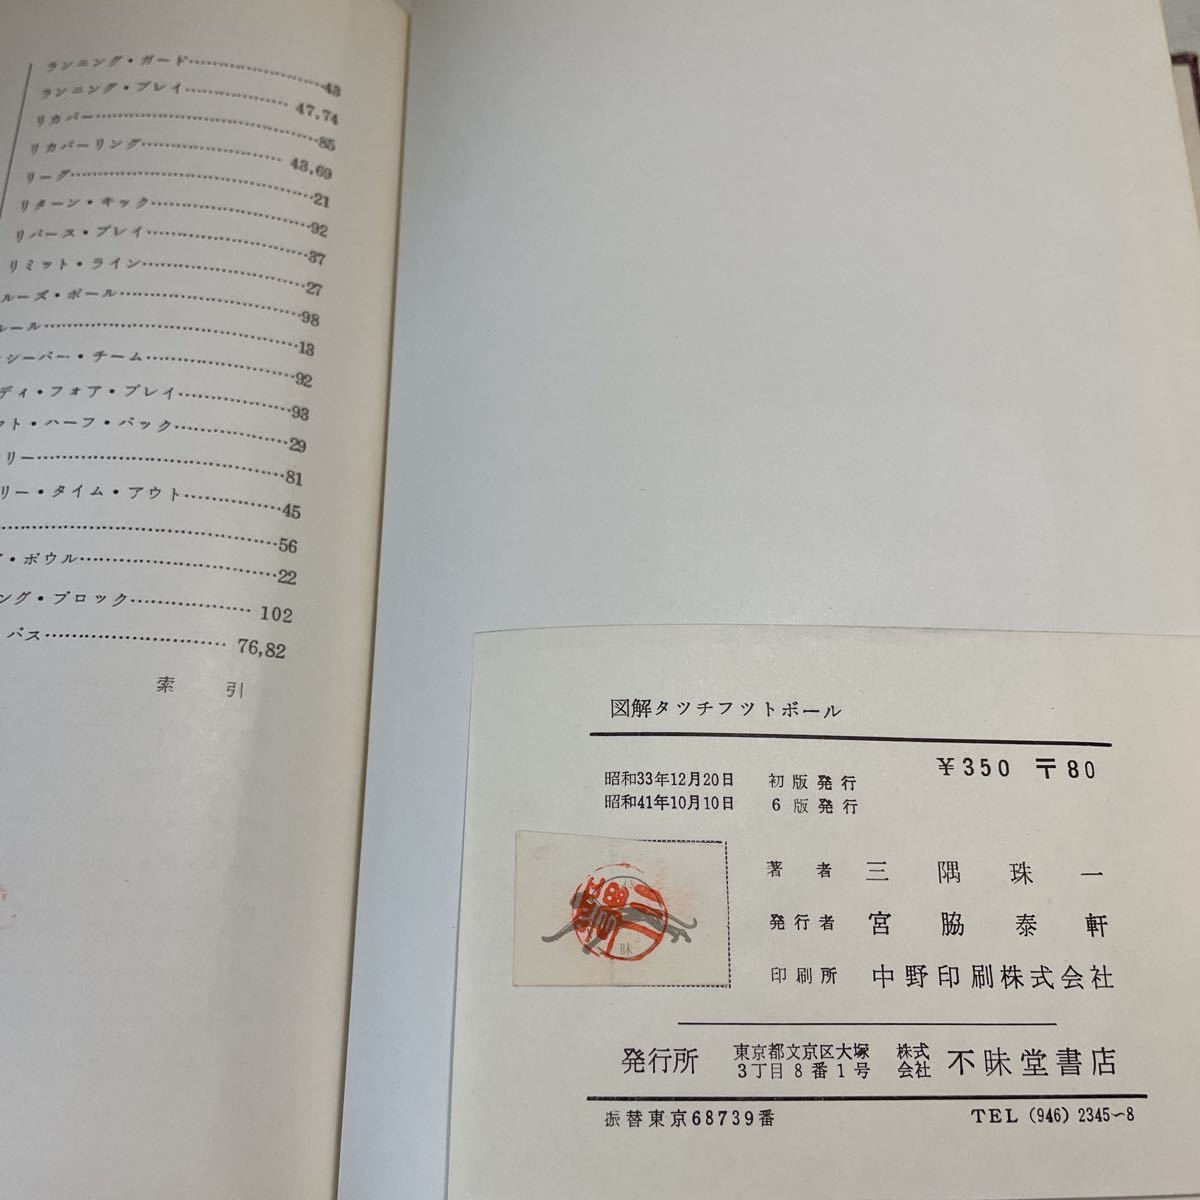 ランニング・ガード……43
ランニング・プレイ……47,74
リカバー……85
リカバーリング……43,69
リーグ……21
リターン・キック……92
リバース・プレイ……37
リミット・ライン……27
ルーズ・ボール……98
ルール……13
シーバー・チーム……92
ディ・フォア・プレイ……93
ット・ハーフ・バック……29
リー……81
リー・タイム・アウト……45
……56
・ボウル……22
ング・ブロック……102
パス……76,82
索 引
図解タツチフツトボール
¥350 〒80
昭和33年12月20日 初版発行
昭和41年10月10日 6版発行
著者 三隅珠一
発行者 宮脇泰軒
印刷所 中野印刷株式会社
発行所 東京都文京区大塚3丁目8番1号 株式会社 不昧堂書店
振替東京68739番 TEL (946) 2345~8